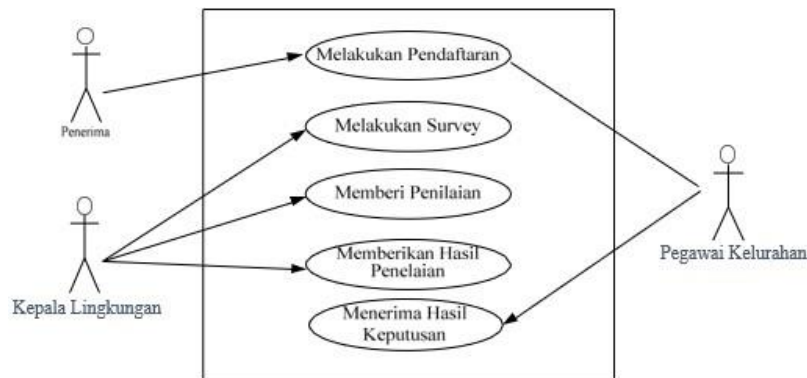 Melakukan Pendaftaran
Penerima
Melakukan Survey
Memberi Penilaian
Pegawai Kelurahan
Memberikan Hasil
Penelaian
Kepala Lingkungan
Menerima Hasil
Keputusan